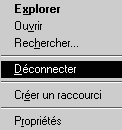 Explorer
Ouvrir
Rechercher...
Déconnecter
Créer un raccourci
Propriétés